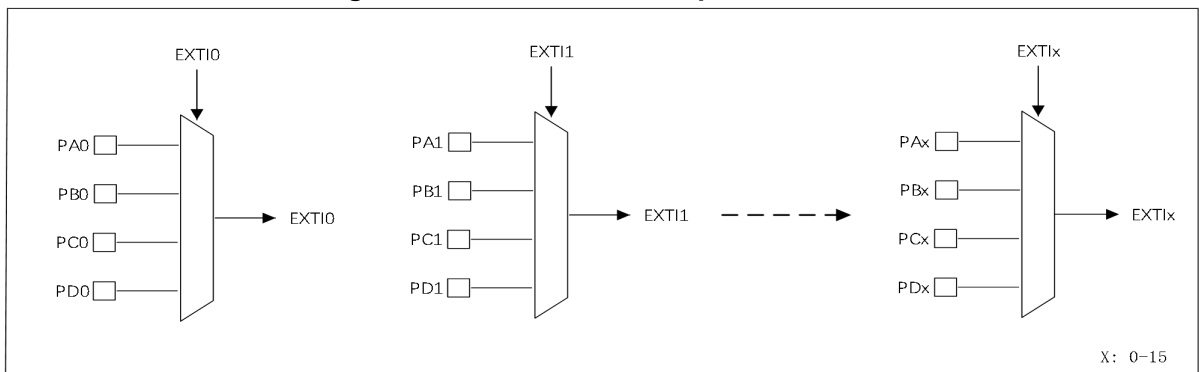 EXTI0
PA0
PB0
PC0
PD0
EXTI0
EXTI1
PA1
PB1
PC1
PD1
EXTI1
EXTIx
PAx
PBx
PCx
PDx
EXTIx
X: 0-15